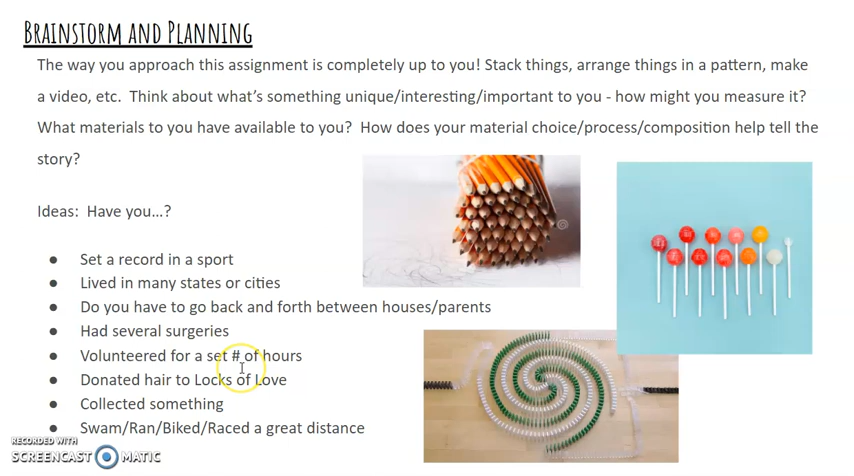 Brainstorm and Planning
The way you approach this assignment is completely up to you! Stack things, arrange things in a pattern, make
a video, etc. Think about what's something unique/interesting/important to you - how might you measure it?
What materials to you have available to you? How does your material choice/process/composition help tell the
story?
Ideas: Have you...?
● Set a record in a sport
● Lived in many states or cities
● Do you have to go back and forth between houses/parents
● Had several surgeries
● Volunteered for a set # of hours
● Donated hair to Locks of Love
● Collected something
● Swam/Ran/Biked/Raced a great distance
RECORDED WITH
SCREENCAST MATIC